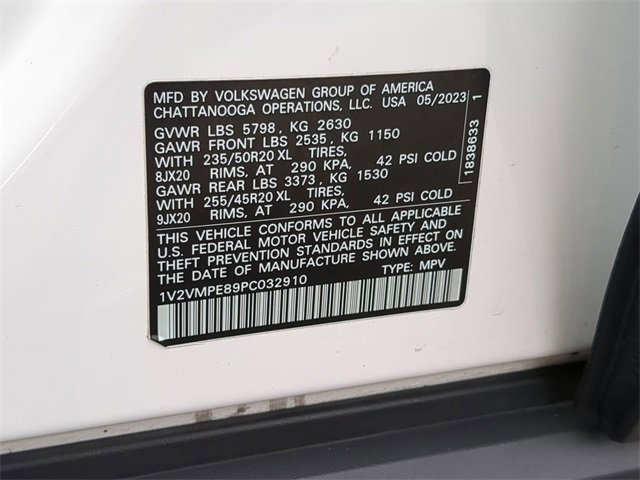 MFD BY VOLKSWAGEN GROUP OF AMERICA
CHATTANOOGA OPERATIONS, LLC. USA 05/2023
GVWR LBS 5798, KG 2630
GAWR FRONT LBS 2535, KG 1150
WITH 235/50R20 XL TIRES,
8JX20 RIMS, AT 290 KPA, 42 PSI COLD
GAWR REAR LBS 3373, KG 1530
WITH 255/45R20 XL TIRES,
9JX20 RIMS, AT 290 KPA, 42 PSI COLD
THIS VEHICLE CONFORMS TO ALL APPLICABLE
U.S. FEDERAL MOTOR VEHICLE SAFETY AND
THEFT PREVENTION STANDARDS IN EFFECT ON
THE DATE OF MANUFACTURE SHOWN ABOVE.
1V2VMPE89PC032910 TYPE: MPV
1838633 1